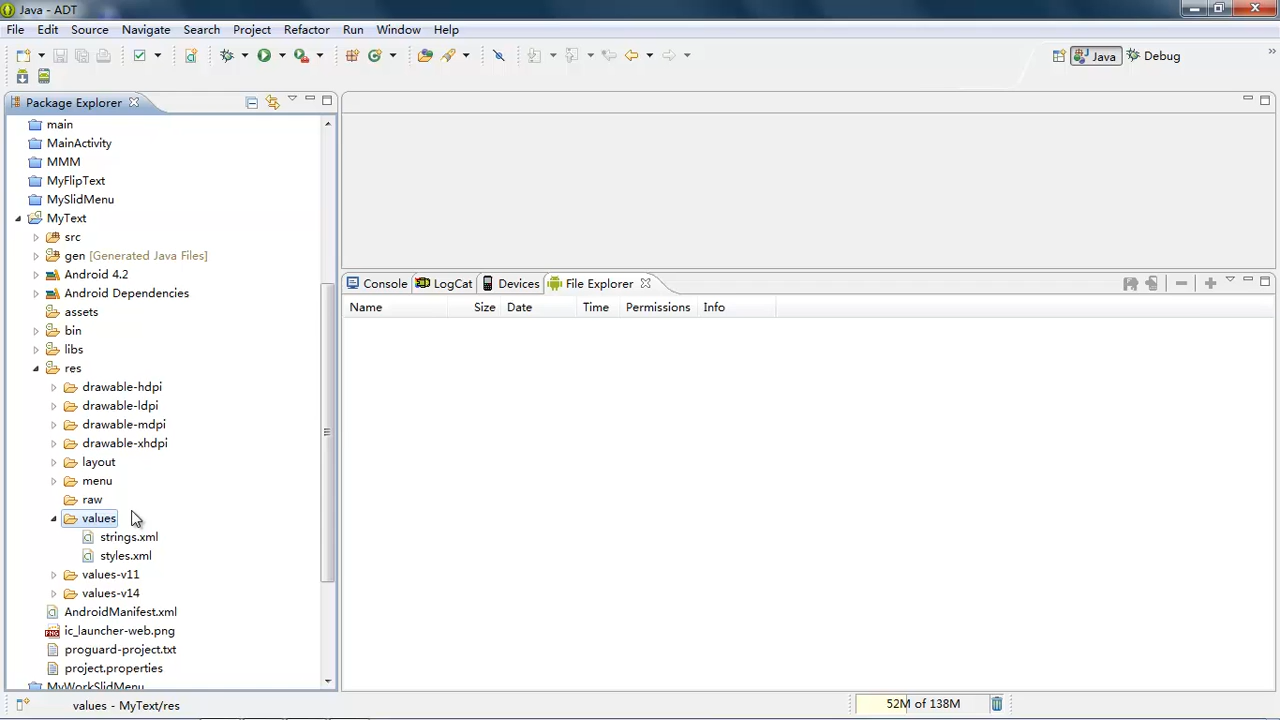 Java - ADT
File Edit Source Navigate Search Project Refactor Run Window Help
Java Debug
Package Explorer
main
MainActivity
MMM
MyFlipText
MySlidMenu
MyText
src
gen [Generated Java Files]
Android 4.2
Android Dependencies
assets
bin
libs
res
drawable-hdpi
drawable-ldpi
drawable-mdpi
drawable-xhdpi
layout
menu
raw
values
strings.xml
styles.xml
values-v11
values-v14
AndroidManifest.xml
ic_launcher-web.png
proguard-project.txt
project.properties
MyWorkSlidMenu
Console LogCat Devices File Explorer
Name Size Date Time Permissions Info
values - MyText/res
52M of 138M